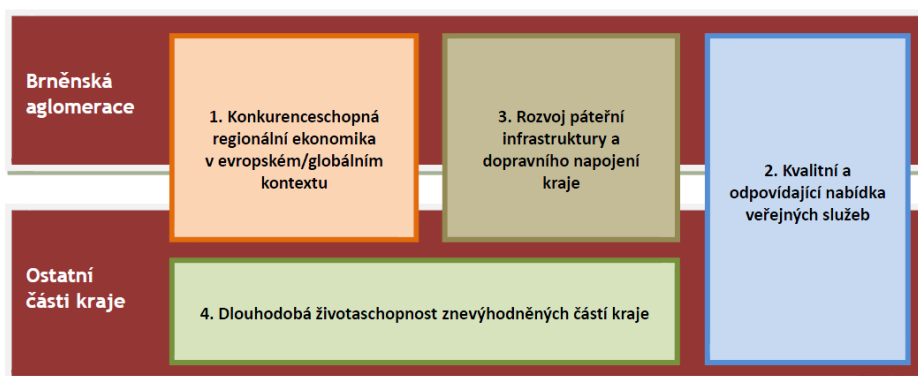 Brněnská
aglomerace
1. Konkurenceschopná
regionální ekonomika
v evropském/globálním
kontextu
3. Rozvoj páteřní
infrastruktury a
dopravního napojení
kraje
2. Kvalitní a
odpovídající nabídka
veřejných služeb
Ostatní
části kraje
4. Dlouhodobá životaschopnost znevýhodněných částí kraje